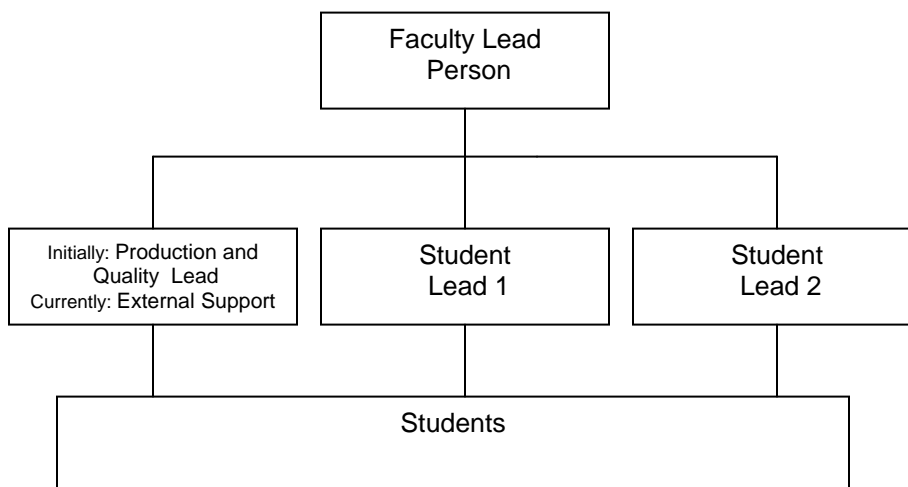 Faculty Lead
Person
Initially: Production and
Quality Lead
Currently: External Support
Student
Lead 1
Student
Lead 2
Students